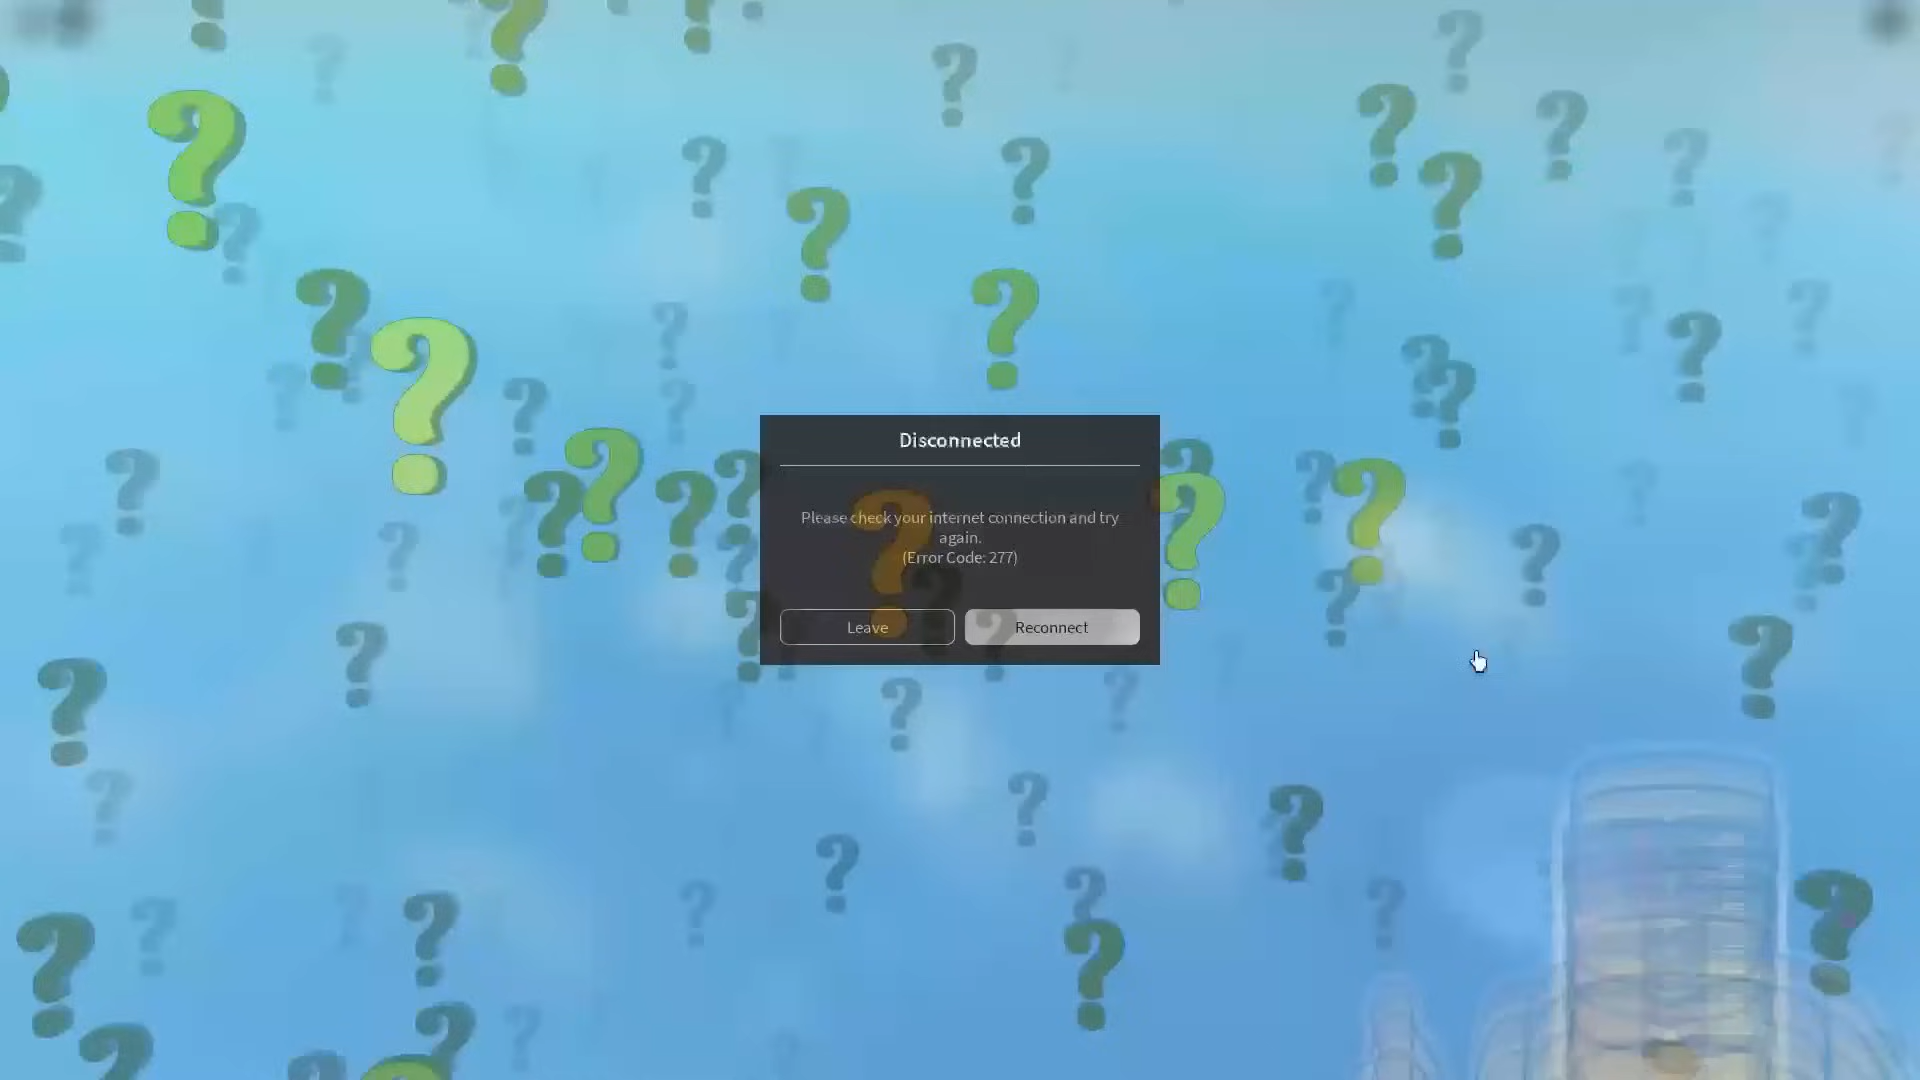 Disconnected
Please check your internet connection and try
again.
(Error Code: 277)
Leave
Reconnect